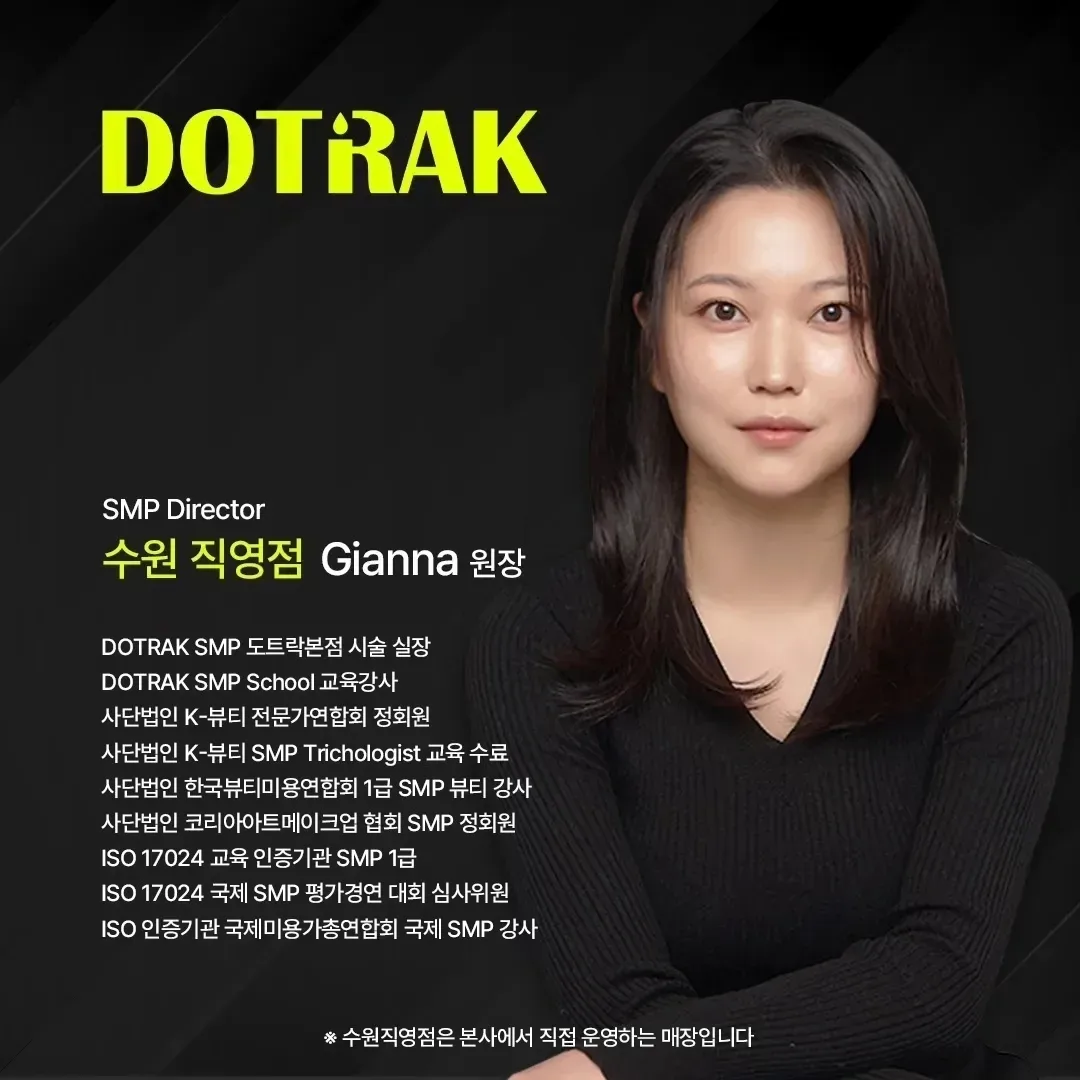 DOTRAK
SMP Director
수원 직영점 Gianna 원장
DOTRAK SMP 도트락본점 시술 실장
DOTRAK SMP School 교육강사
사단법인 K-뷰티 전문가연합회 정회원
사단법인 K-뷰티 SMP Trichologist 교육 수료
사단법인 한국뷰티미용연합회 1급 SMP 뷰티 강사
사단법인 코리아아트메이크업 협회 SMP 정회원
ISO 17024 교육 인증기관 SMP 1급
ISO 17024 국제 SMP 평가경연 대회 심사위원
ISO 인증기관 국제미용가총연합회 국제 SMP 강사
※ 수원직영점은 본사에서 직접 운영하는 매장입니다